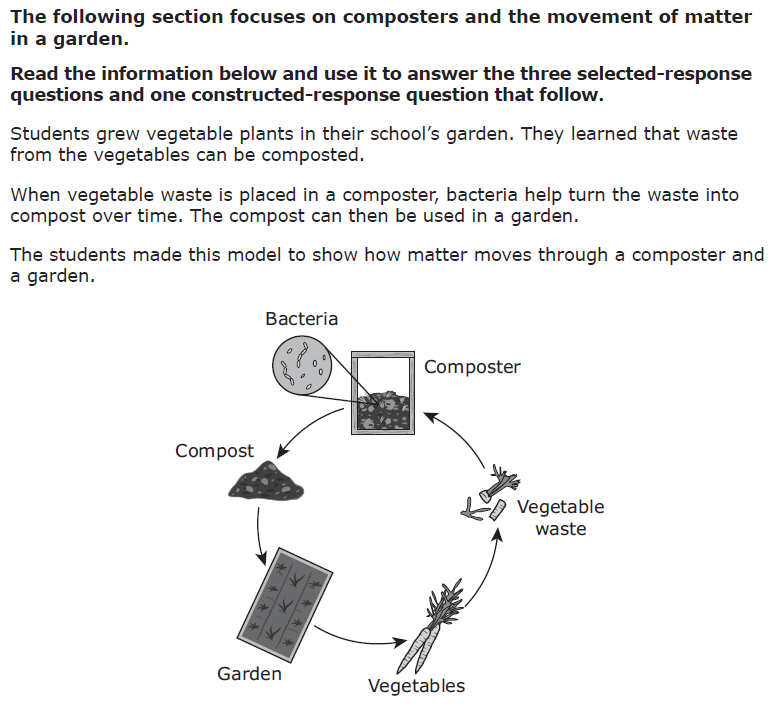 The following section focuses on composters and the movement of matter
in a garden.
Read the information below and use it to answer the three selected-response
questions and one constructed-response question that follow.
Students grew vegetable plants in their school’s garden. They learned that waste
from the vegetables can be composted.
When vegetable waste is placed in a composter, bacteria help turn the waste into
compost over time. The compost can then be used in a garden.
The students made this model to show how matter moves through a composter and
a garden.
Bacteria
Composter
Compost
Vegetable
waste
Garden
Vegetables